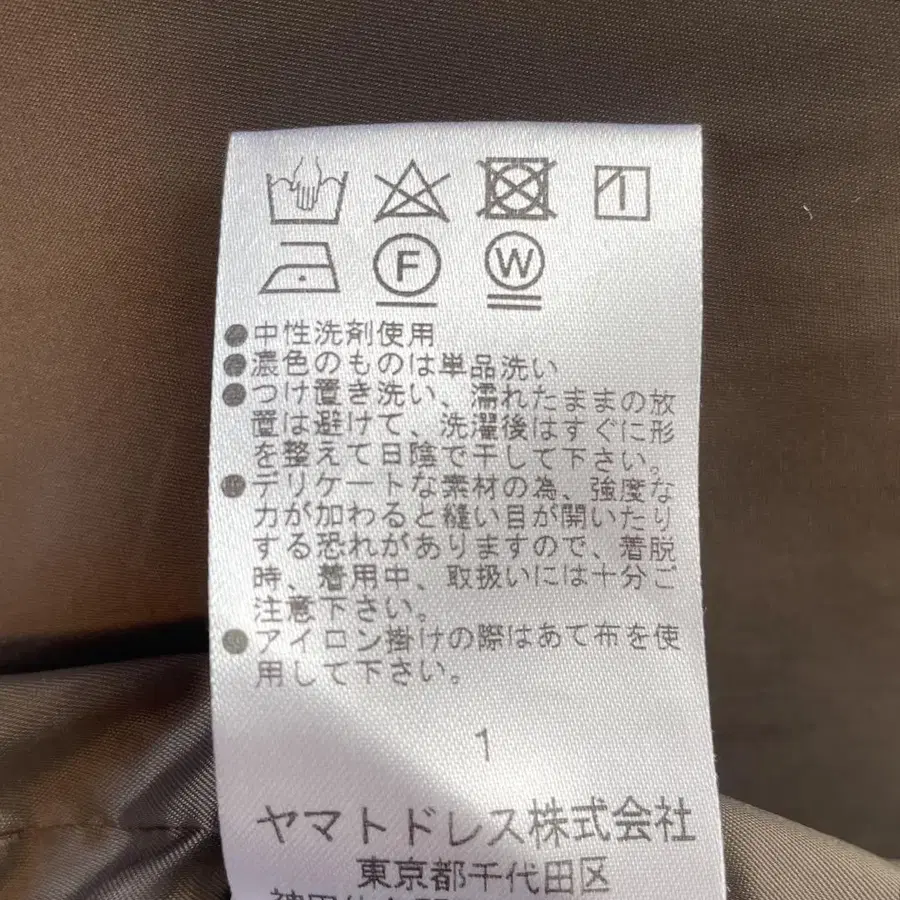 F W
●中性洗剤使用
●濃色のものは単品洗い
●つけ置き洗い、濡れたままの放
置は避けて、洗濯後はすぐに形
を整えて日陰で干して下さい。
●デリケートな素材の為、強度な
力が加わると縫い目が開いたり
する恐れがありますので、着脱
時、着用中、取扱いには十分ご
注意下さい。
●アイロン掛けの際はあて布を使
用して下さい。
1
ヤマトドレス株式会社
東京都千代田区